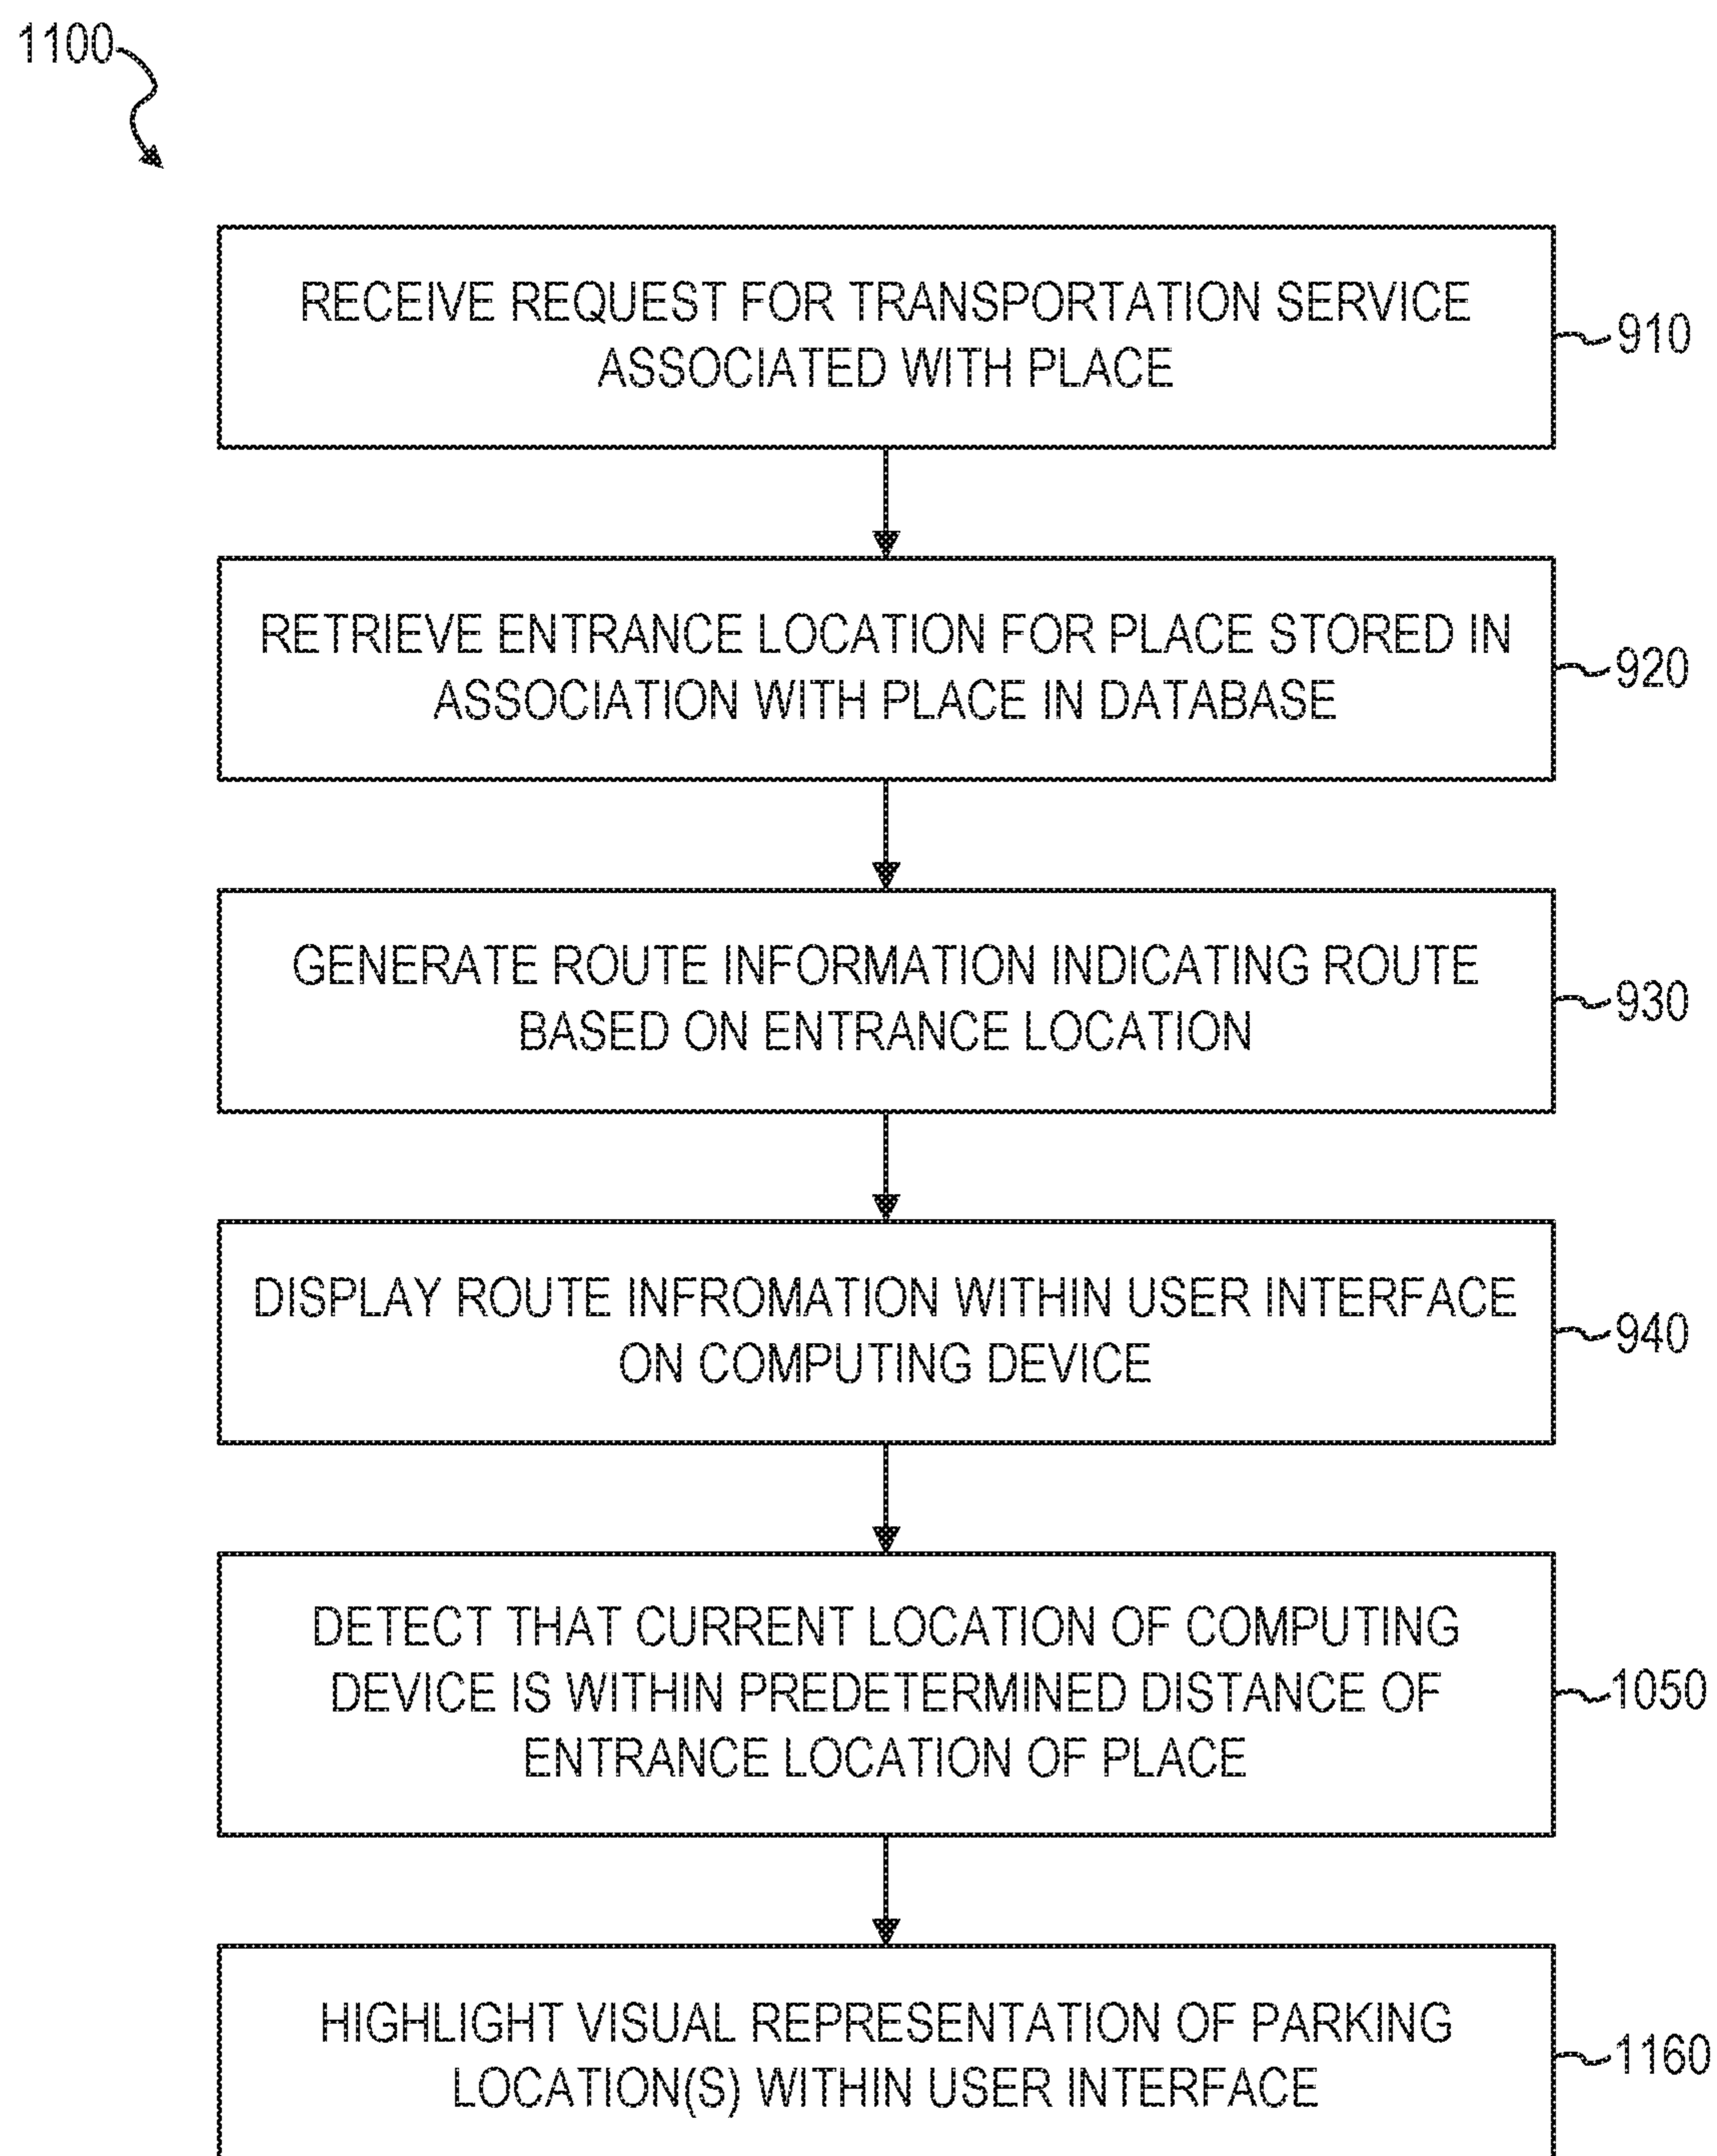 1100
RECEIVE REQUEST FOR TRANSPORTATION SERVICE
ASSOCIATED WITH PLACE
910
RETRIEVE ENTRANCE LOCATION FOR PLACE STORED IN
ASSOCIATION WITH PLACE IN DATABASE
920
GENERATE ROUTE INFORMATION INDICATING ROUTE
BASED ON ENTRANCE LOCATION
930
DISPLAY ROUTE INFROMATION WITHIN USER INTERFACE
ON COMPUTING DEVICE
940
DETECT THAT CURRENT LOCATION OF COMPUTING
DEVICE IS WITHIN PREDETERMINED DISTANCE OF
ENTRANCE LOCATION OF PLACE
1050
HIGHLIGHT VISUAL REPRESENTATION OF PARKING
LOCATION(S) WITHIN USER INTERFACE
1160